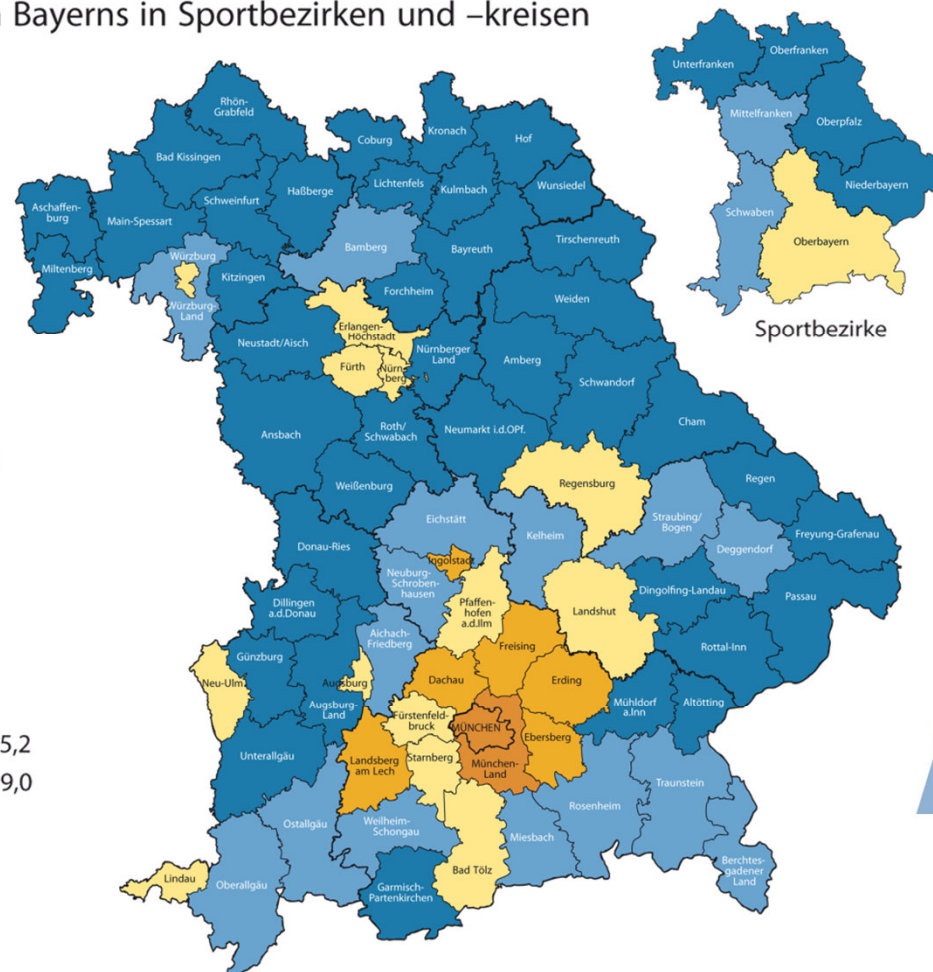 Bayerns in Sportbezirken und –kreisen
Unterfranken
Oberfranken
Mittelfranken
Oberpfalz
Niederbayern
Schwaben
Oberbayern
Sportbezirke
Rhön-
Grabfeld
Coburg
Kronach
Hof
Bad Kissingen
Lichtenfels
Kulmbach
Wunsiedel
Haßberge
Schweinfurt
Aschaffen-
burg
Main-Spessart
Bamberg
Bayreuth
Tirschenreuth
Miltenberg
Würzburg
Kitzingen
Würzburg-
Land
Forchheim
Weiden
Erlangen-
Höchstadt
Neustadt/Aisch
Nürnberger
Land
Amberg
Fürth
Nürn-
berg
Schwandorf
Ansbach
Roth/
Schwabach
Neumarkt i.d.OPf.
Cham
Weißenburg
Regensburg
Regen
Eichstätt
Straubing/
Bogen
Kelheim
Freyung-Grafenau
Donau-Ries
Deggendorf
Ingolstadt
Neuburg-
Schroben-
hausen
Dingolfing-Landau
Passau
Dillingen
a.d.Donau
Pfaffen-
hofen
a.d.Ilm
Landshut
Aichach-
Friedberg
Freising
Rottal-Inn
Günzburg
Neu-Ulm
Augsburg
Dachau
Erding
Augsburg-
Land
Mühldorf
a.Inn
Altötting
Fürstenfeld-
bruck
MÜNCHEN
Ebersberg
5,2
Unterallgäu
Landsberg
am Lech
Starnberg
München-
Land
9,0
Traunstein
Rosenheim
Ostallgäu
Weilheim-
Schongau
Miesbach
Berchtes-
gadener
Land
Lindau
Oberallgäu
Garmisch-
Partenkirchen
Bad Tölz